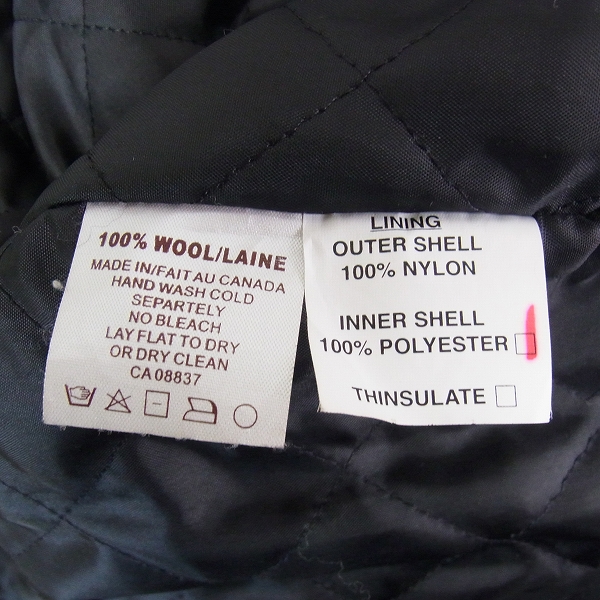 100% WOOL/LAINE
MADE IN/FAIT AU CANADA
HAND WASH COLD
SEPARTELY
NO BLEACH
LAY FLAT TO DRY
OR DRY CLEAN
CA 08837
LINING
OUTER SHELL
100% NYLON
INNER SHELL
100% POLYESTER
THINSULATE